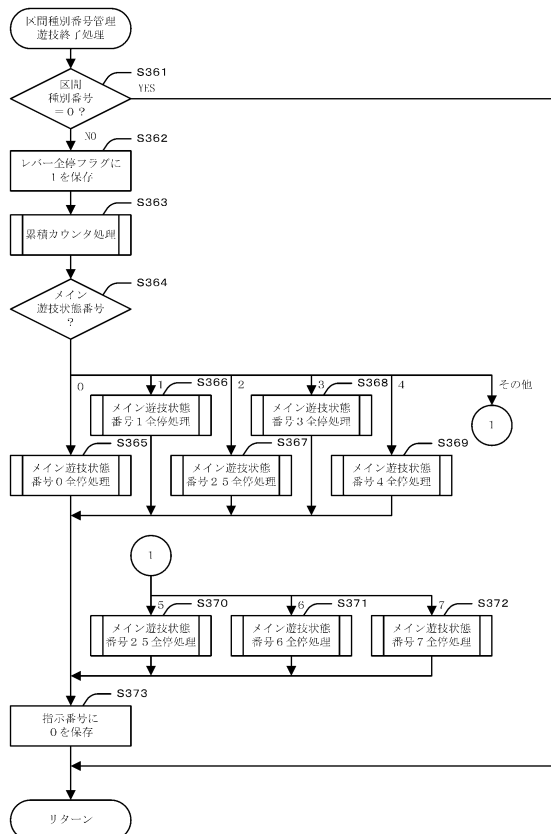 区間種別番号管理
遊技終了処理
S361
区間
種別番号
=0?
YES
NO
S362
レバー全停フラグに
1を保存
S363
累積カウンタ処理
S364
メイン
遊技状態番号
?
0
1
2
3
4
その他
S366
メイン遊技状態
番号1全停処理
S368
メイン遊技状態
番号3全停処理
1
S365
メイン遊技状態
番号0全停処理
S367
メイン遊技状態
番号25全停処理
S369
メイン遊技状態
番号4全停処理
1
5
S370
メイン遊技状態
番号25全停処理
6
S371
メイン遊技状態
番号6全停処理
7
S372
メイン遊技状態
番号7全停処理
S373
指示番号に
0を保存
リターン